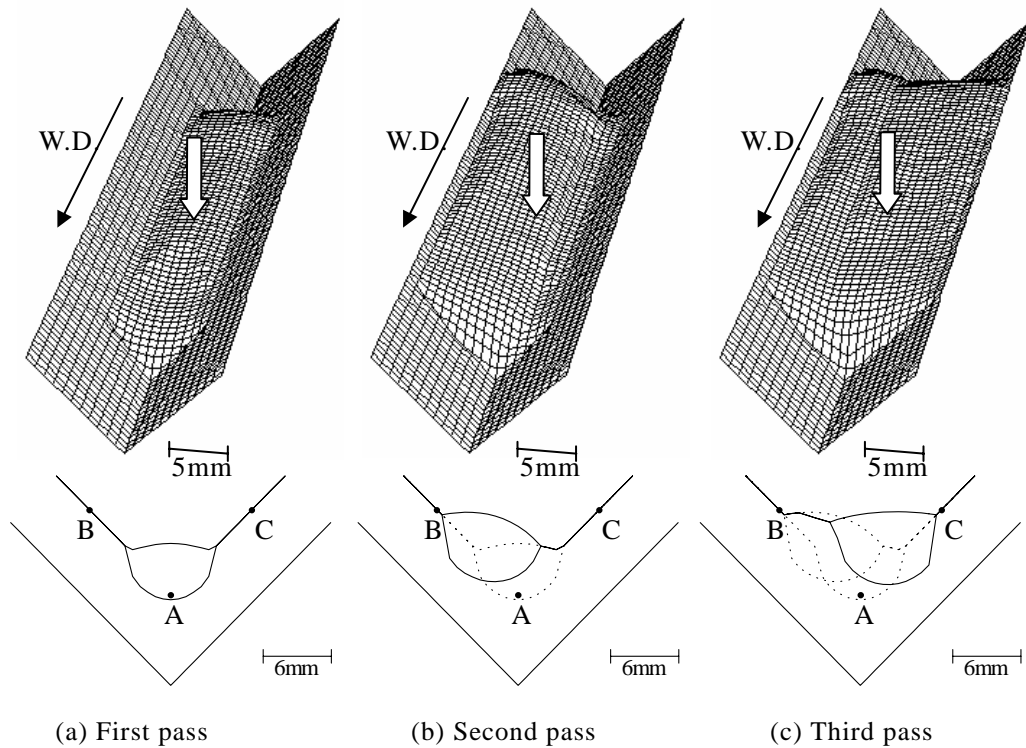 W.D.
W.D.
W.D.
5mm
5mm
5mm
B
C
A
6mm
B
C
A
6mm
B
C
A
6mm
(a) First pass
(b) Second pass
(c) Third pass